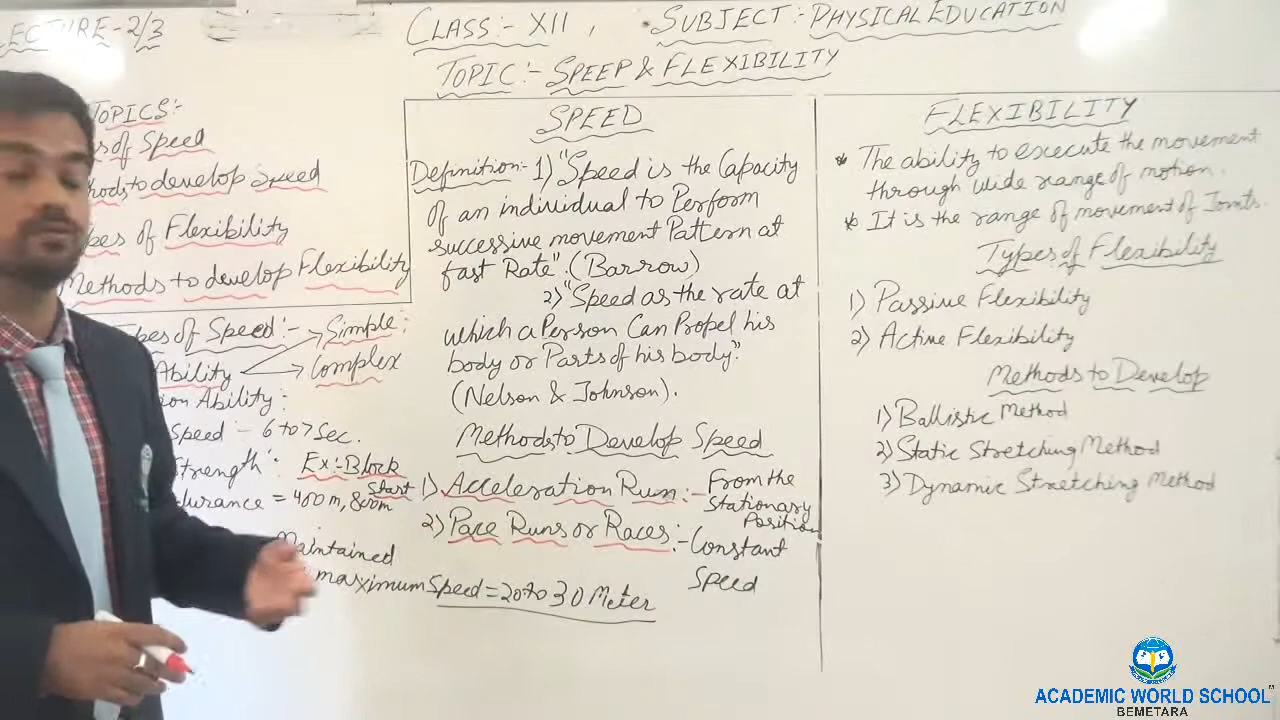 LECTURE-2/3
CLASS:- XII, SUBJECT:- PHYSICAL EDUCATION
TOPIC:- SPEED & FLEXIBILITY
TOPICS:-
of Speed
to develop Speed
of Flexibility
Methods to develop Flexibility
of Speed:- Simple:
Ability Complex
Ability:
Speed - 6 to 7 Sec.
Strength: Ex:- Block
Start
= 400m, 800m
Maintained
maximum Speed = 20 to 30 Meter
SPEED
Definition:- 1) "Speed is the Capacity
of an individual to Perform
successive movement Pattern at
fast Rate". (Barrow)
2) "Speed as the rate at
which a Person Can Propel his
body or Parts of his body".
(Nelson & Johnson).
Methods to Develop Speed
1) Acceleration Run:- From the
Stationary
Position
2) Pace Runs or Races:- Constant
Speed
FLEXIBILITY
* The ability to execute the movement
through wide range of motion.
* It is the range of movement of Joints.
Types of Flexibility
1) Passive Flexibility
2) Active Flexibility
Methods to Develop
1) Ballistic Method
2) Static Stretching Method
3) Dynamic Stretching Method
ACADEMIC WORLD SCHOOL
BEMETARA